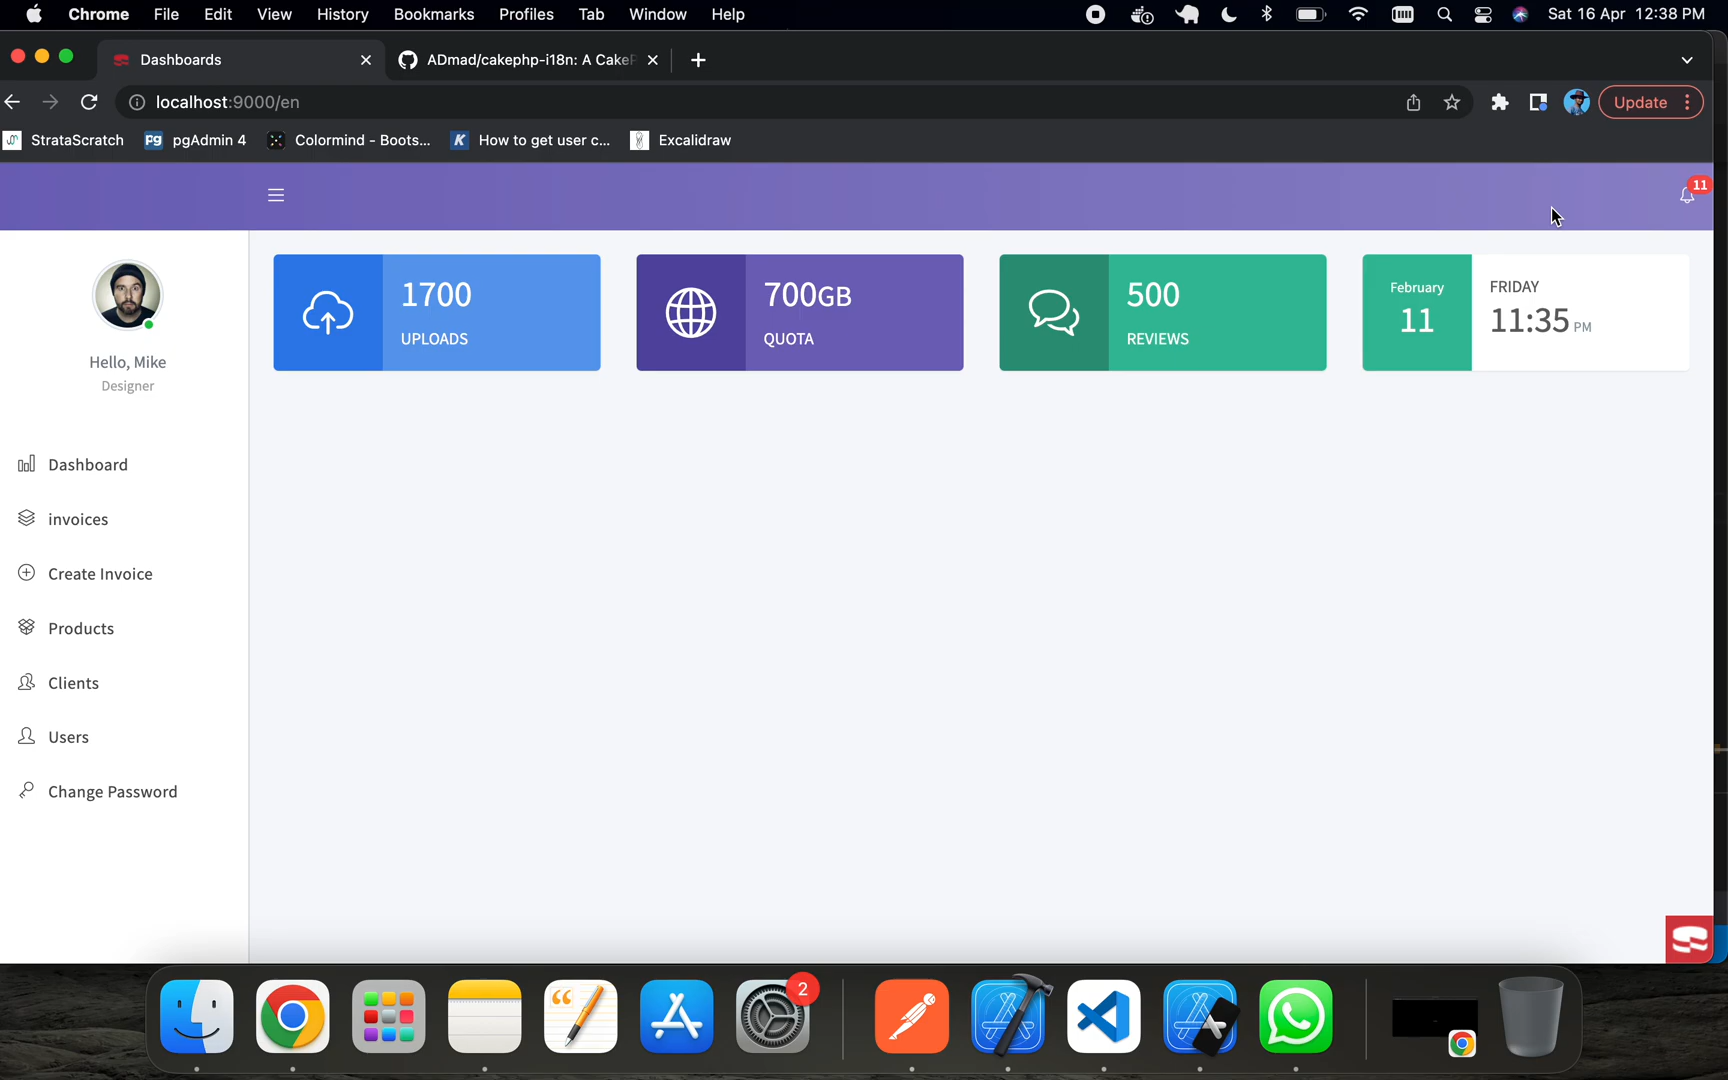 Chrome File Edit View History Bookmarks Profiles Tab Window Help Sat 16 Apr 12:38 PM
Dashboards ADmad/cakephp-i18n: A Cake
localhost:9000/en Update
StrataScratch pgAdmin 4 Colormind - Boots... How to get user c... Excalidraw
11
Hello, Mike
Designer
Dashboard
invoices
Create Invoice
Products
Clients
Users
Change Password
1700
UPLOADS
700GB
QUOTA
500
REVIEWS
February
11
FRIDAY
11:35 PM
2